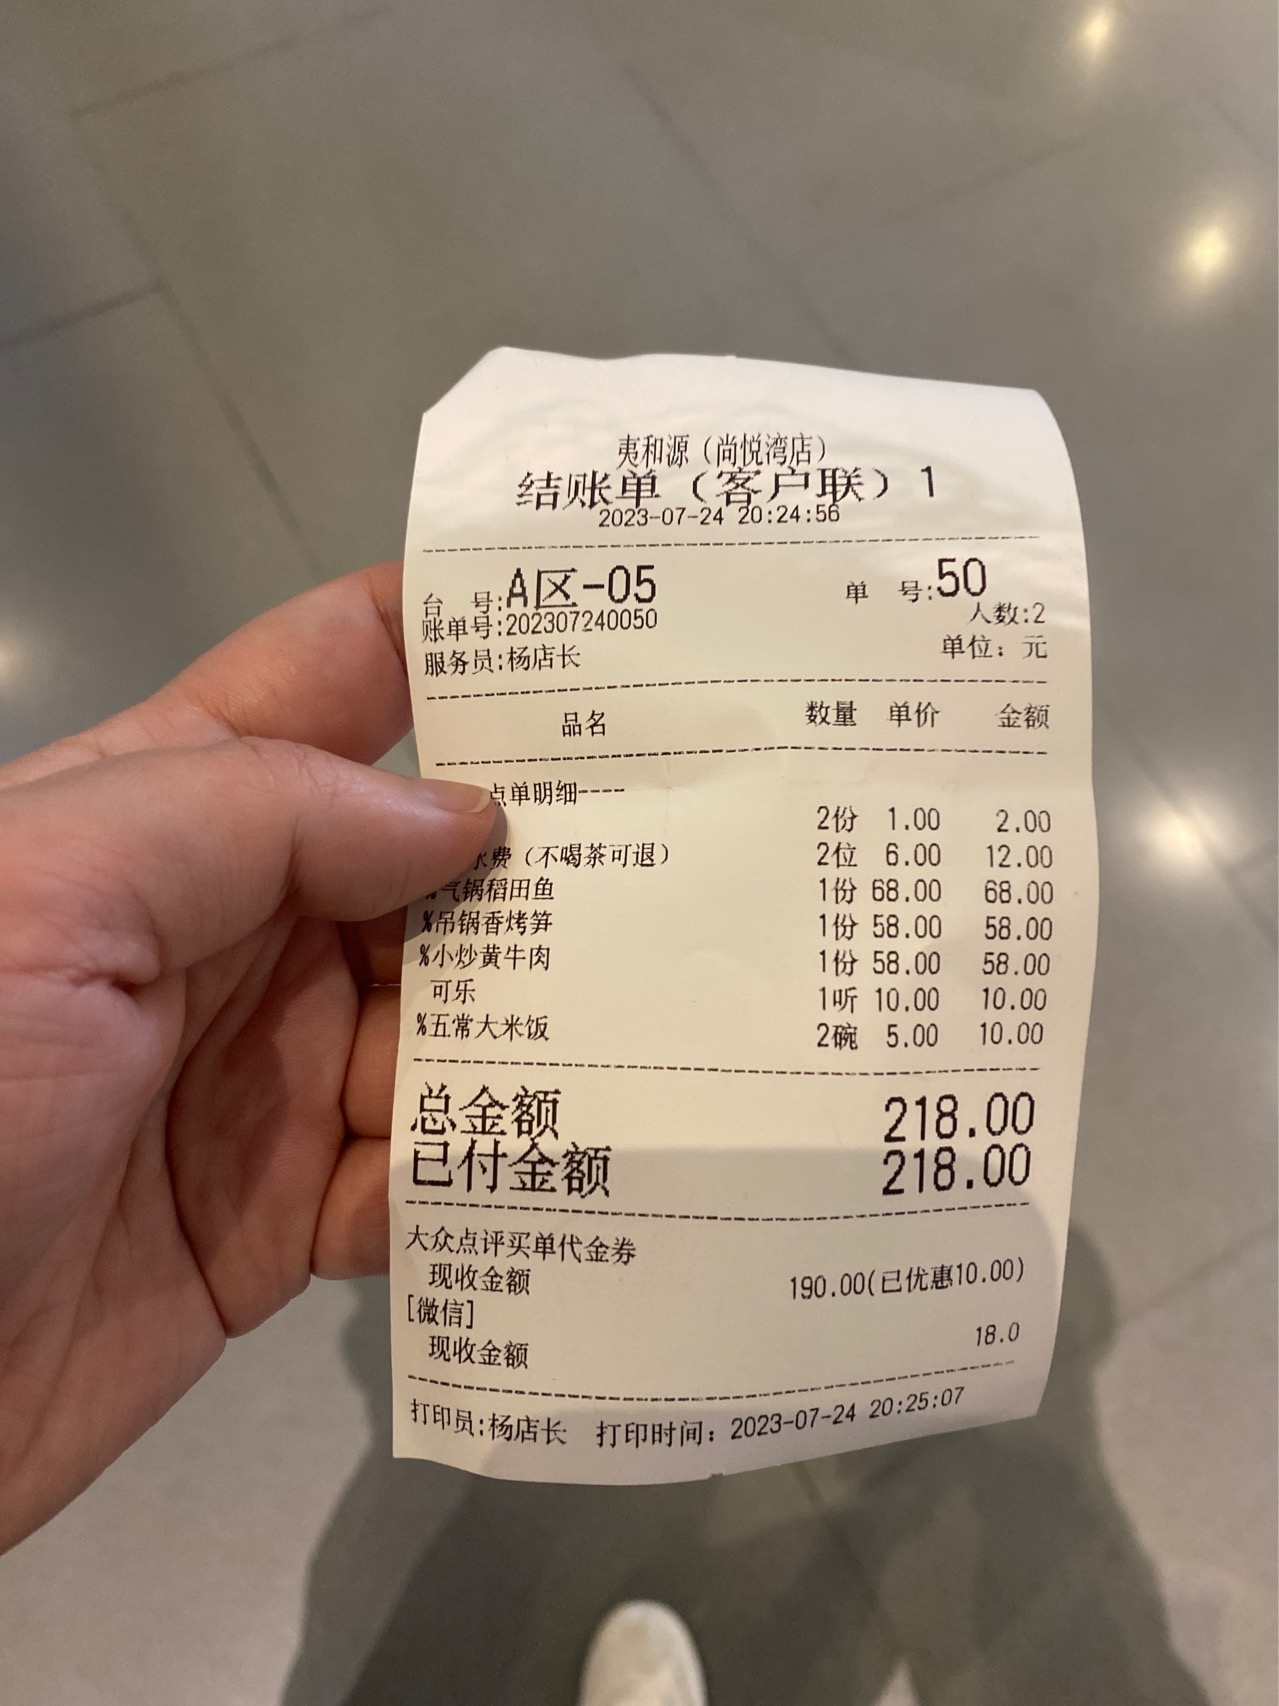 夷和源（尚悦湾店）
结账单（客户联）1
2023-07-24 20:24:56
台 号:A区-05 单 号:50
账单号:202307240050 人数:2
服务员:杨店长 单位：元
品名 数量 单价 金额
点单明细----
2份 1.00 2.00
水费（不喝茶可退） 2位 6.00 12.00
%气锅稻田鱼 1份 68.00 68.00
%吊锅香烤笋 1份 58.00 58.00
%小炒黄牛肉 1份 58.00 58.00
可乐 1听 10.00 10.00
%五常大米饭 2碗 5.00 10.00
总金额 218.00
已付金额 218.00
大众点评买单代金券
现收金额 190.00(已优惠10.00)
[微信]
现收金额 18.0
打印员:杨店长 打印时间：2023-07-24 20:25:07